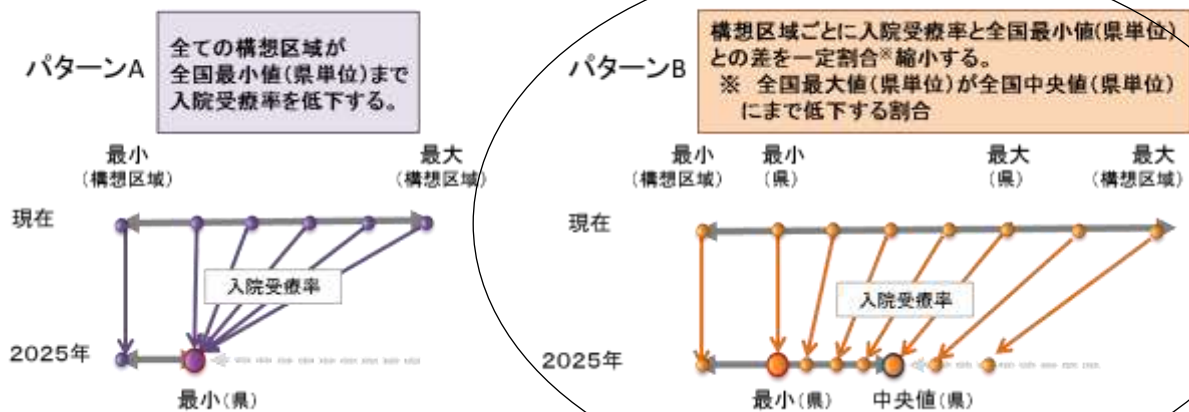 パターンA
全ての構想区域が
全国最小値(県単位)まで
入院受療率を低下する。
最小
(構想区域)
最大
(構想区域)
現在
入院受療率
2025年
最小(県)
パターンB
構想区域ごとに入院受療率と全国最小値(県単位)
との差を一定割合※縮小する。
※ 全国最大値(県単位)が全国中央値(県単位)
にまで低下する割合
最小
(構想区域)
最小
(県)
最大
(県)
最大
(構想区域)
現在
入院受療率
2025年
最小(県)
中央値(県)